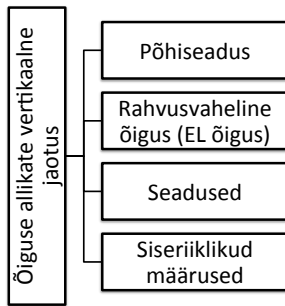 Õiguse allikate vertikaalne
jaotus
Põhiseadus
Rahvusvaheline
õigus (EL õigus)
Seadused
Siseriiklikud
määrused